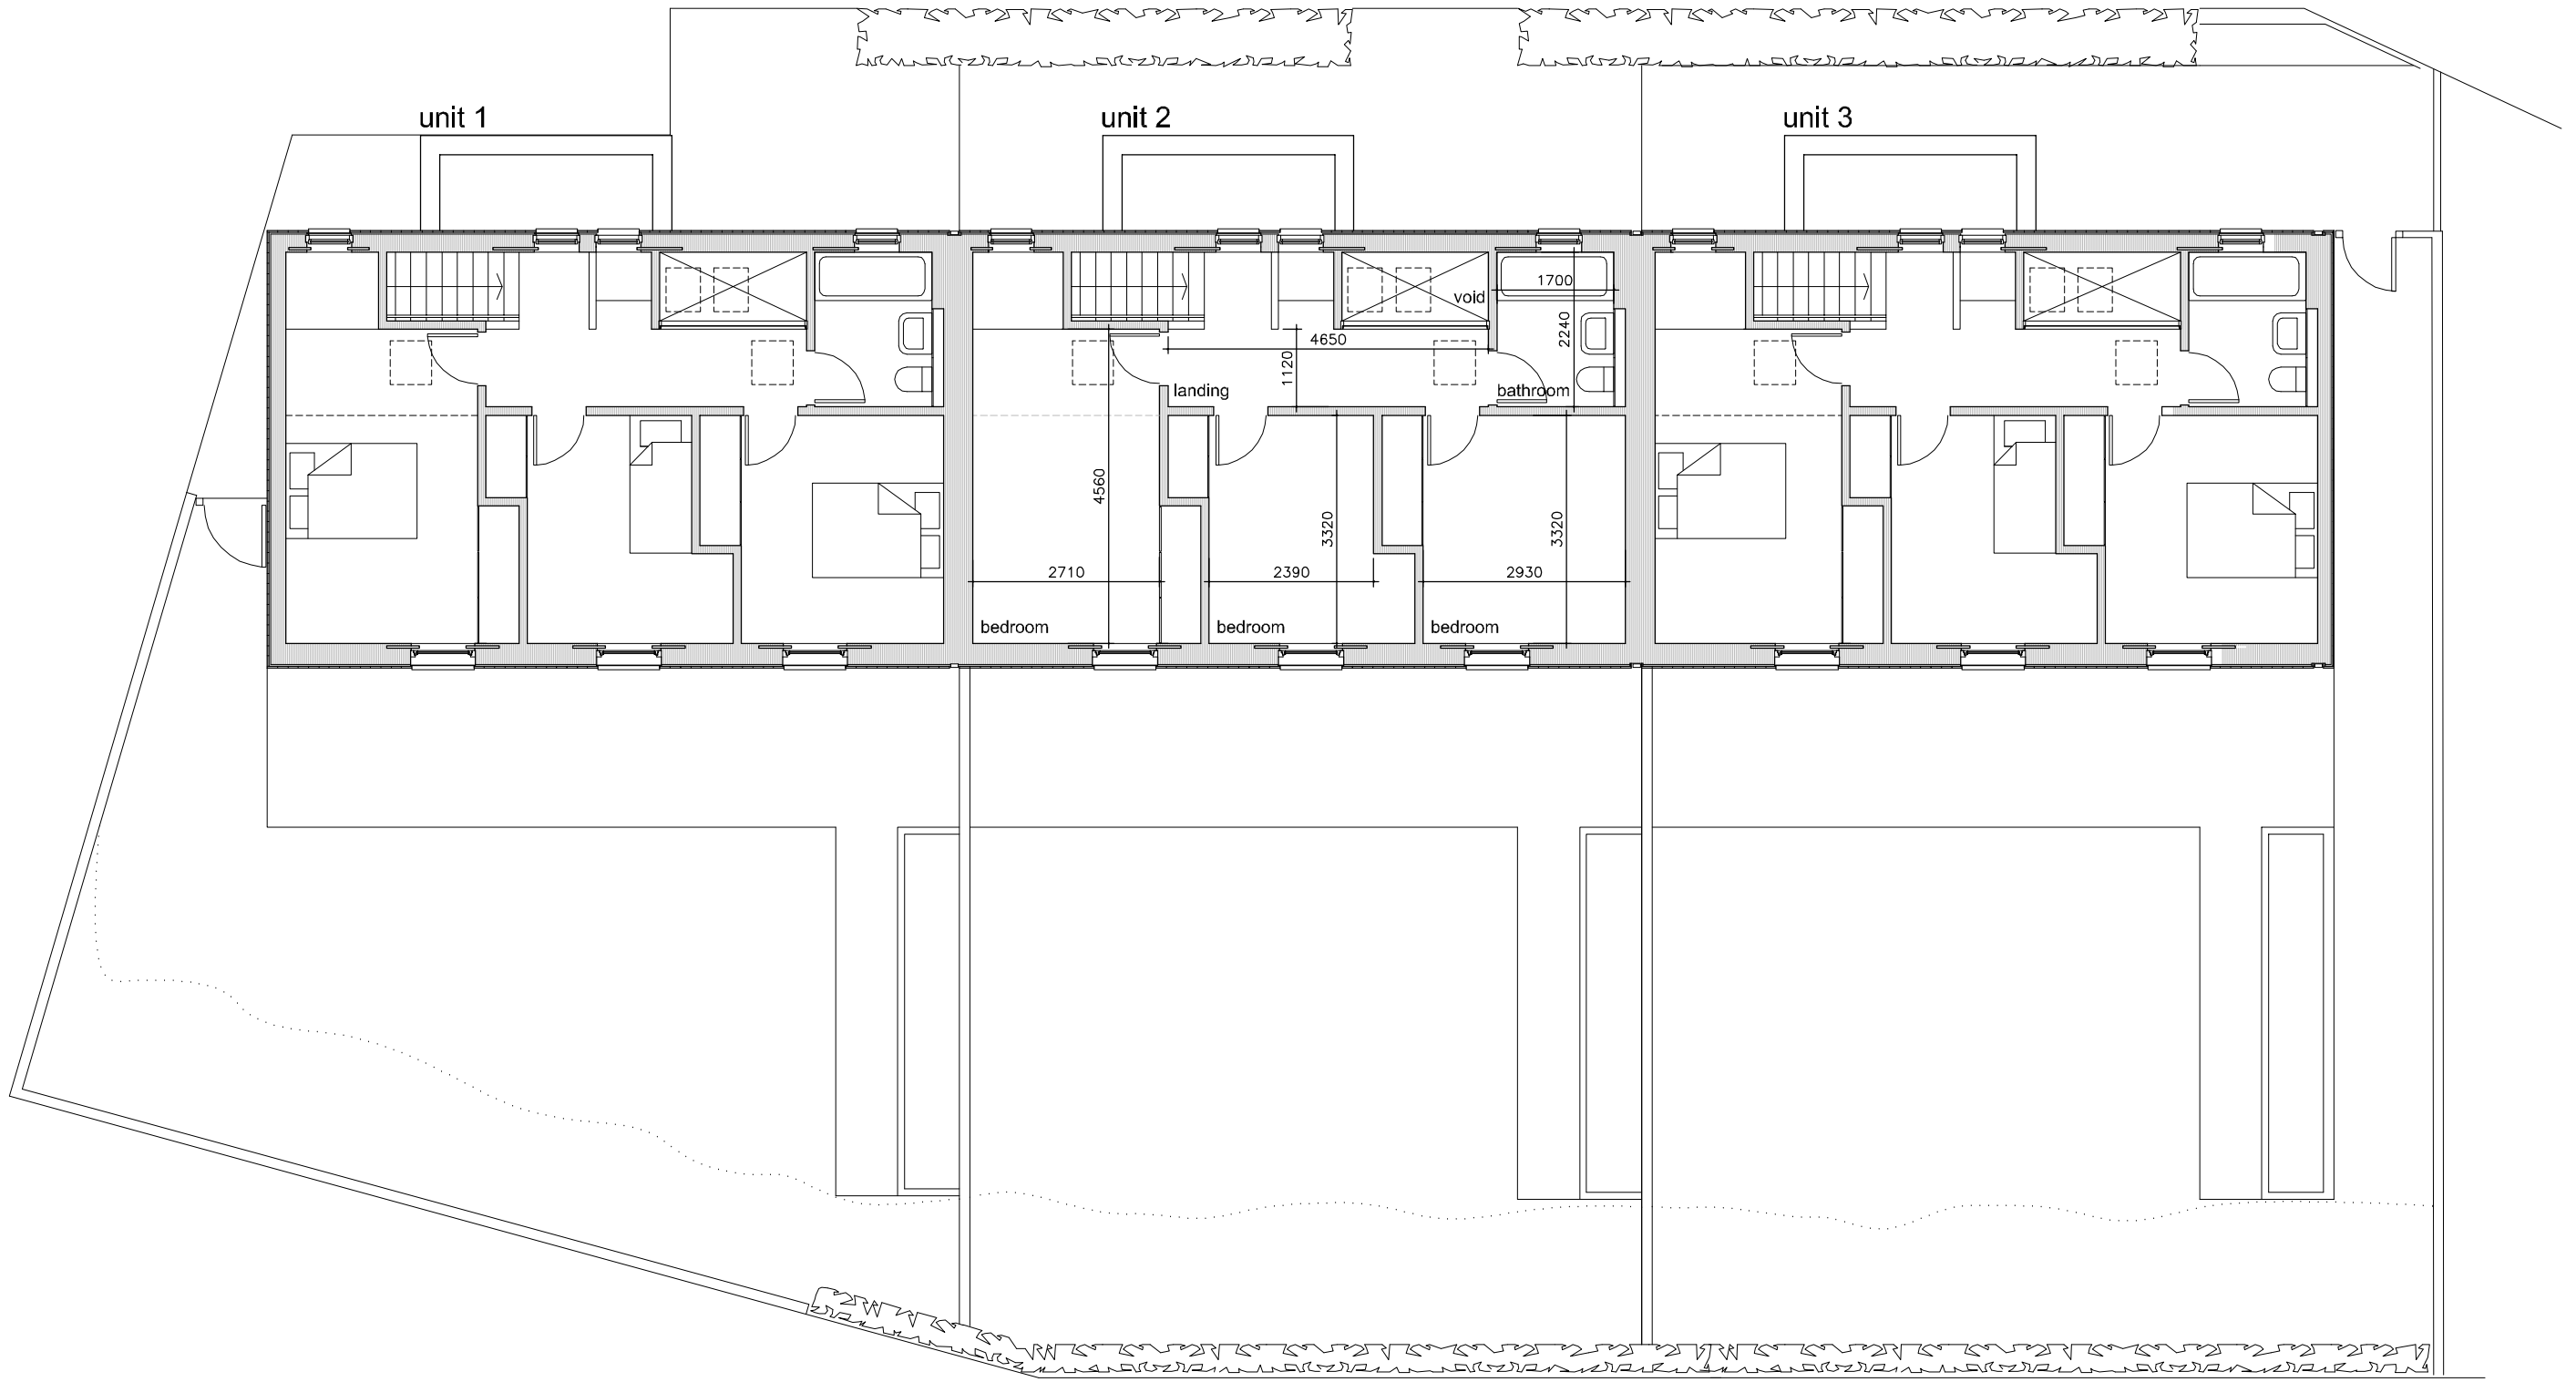 unit 1
unit 2
unit 3
void
1700
2240
4650
1120
landing
bathroom
4560
3320
3320
2710
2390
2930
bedroom
bedroom
bedroom